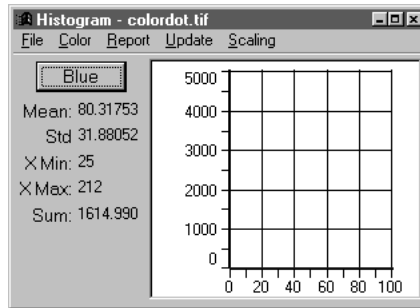 Histogram - colordot.tif
File Color Report Update Scaling
Blue
Mean: 80.31753
Std 31.88052
X Min: 25
X Max: 212
Sum: 1614.990
5000
4000
3000
2000
1000
0
0 20 40 60 80 100